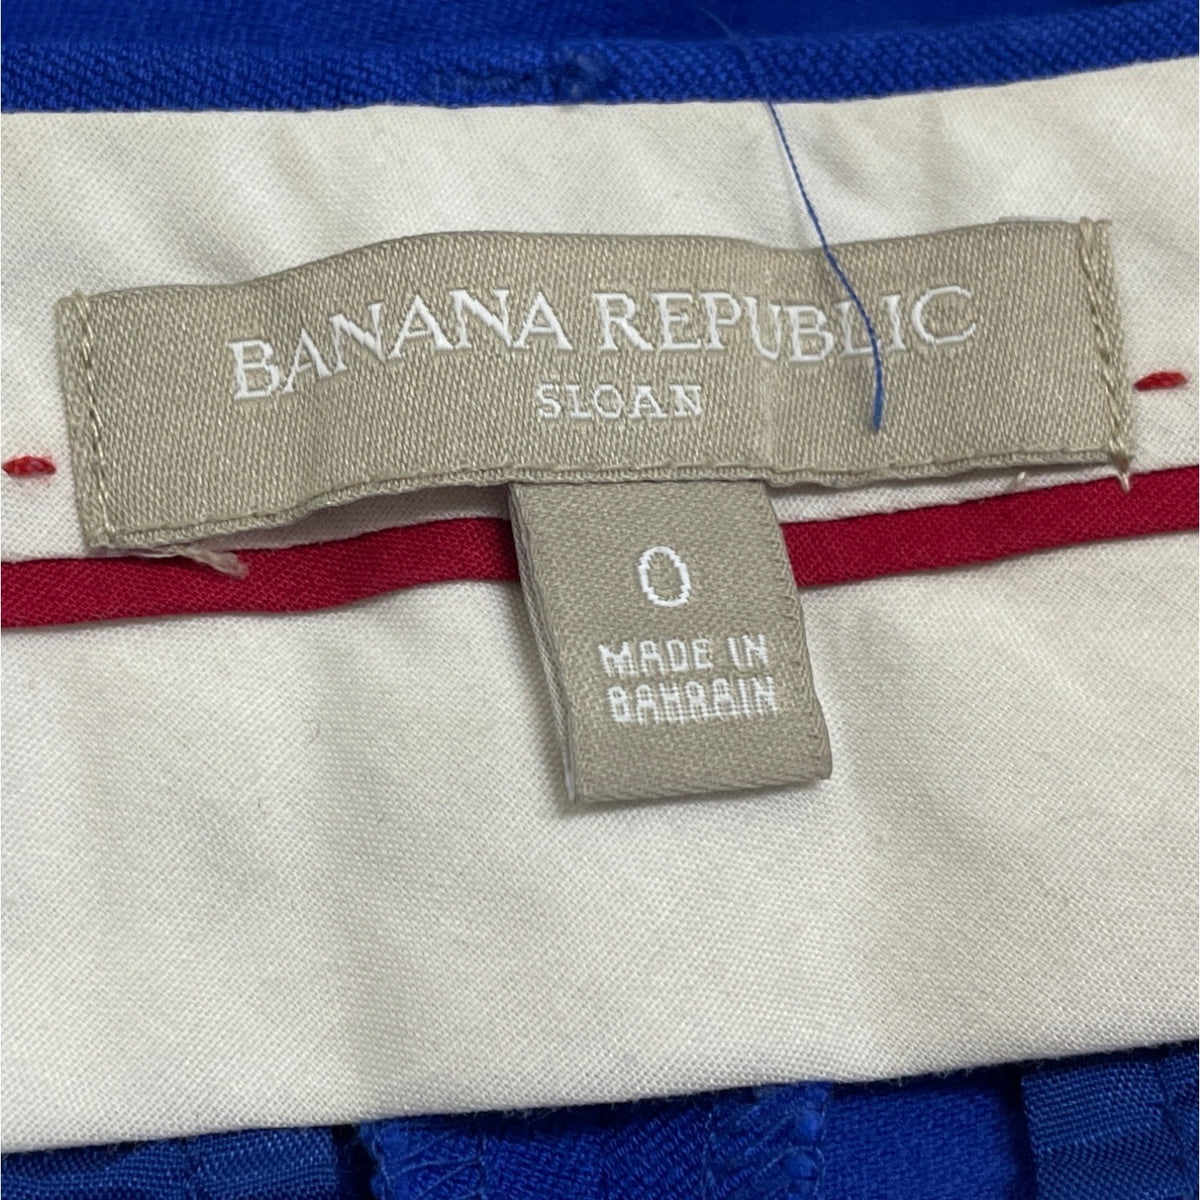 BANANA REPUBLIC
SLOAN
0
MADE IN
BAHRAIN